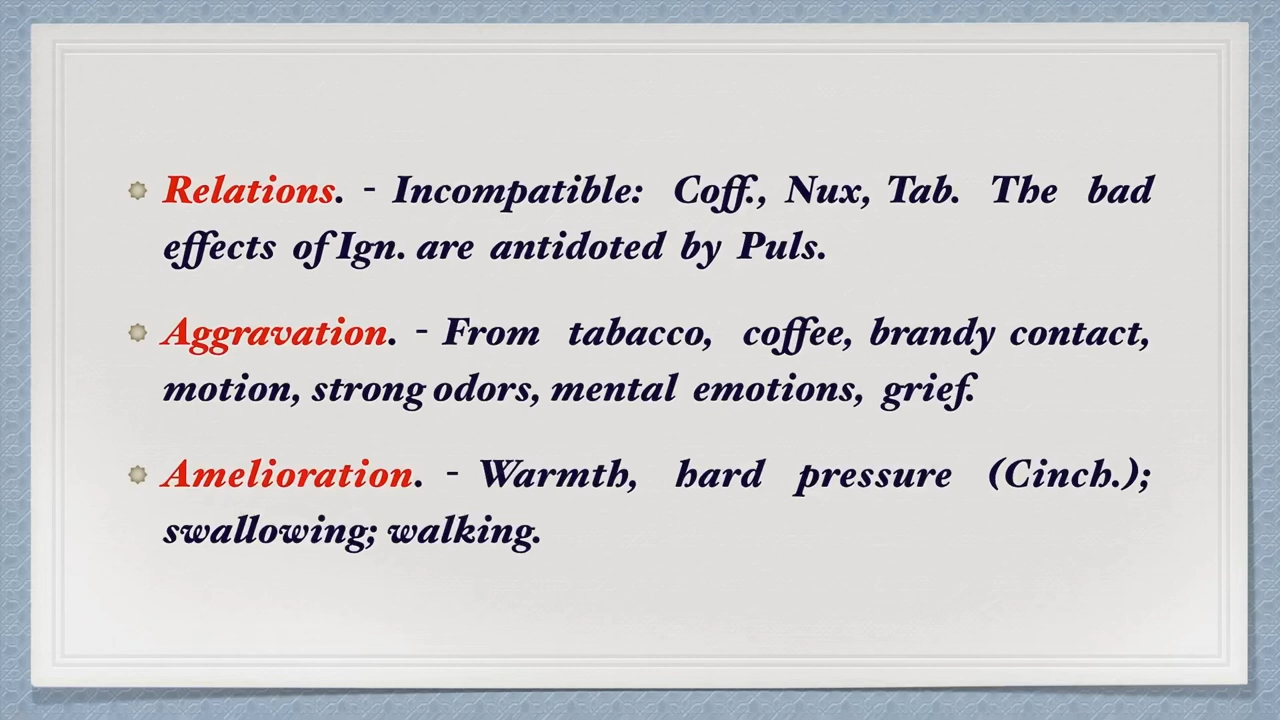 Relations. - Incompatible: Coff., Nux, Tab. The bad
effects of Ign. are antidoted by Puls.
Aggravation. - From tobacco, coffee, brandy contact,
motion, strong odors, mental emotions, grief.
Amelioration. - Warmth, hard pressure (Cinch.);
swallowing; walking.